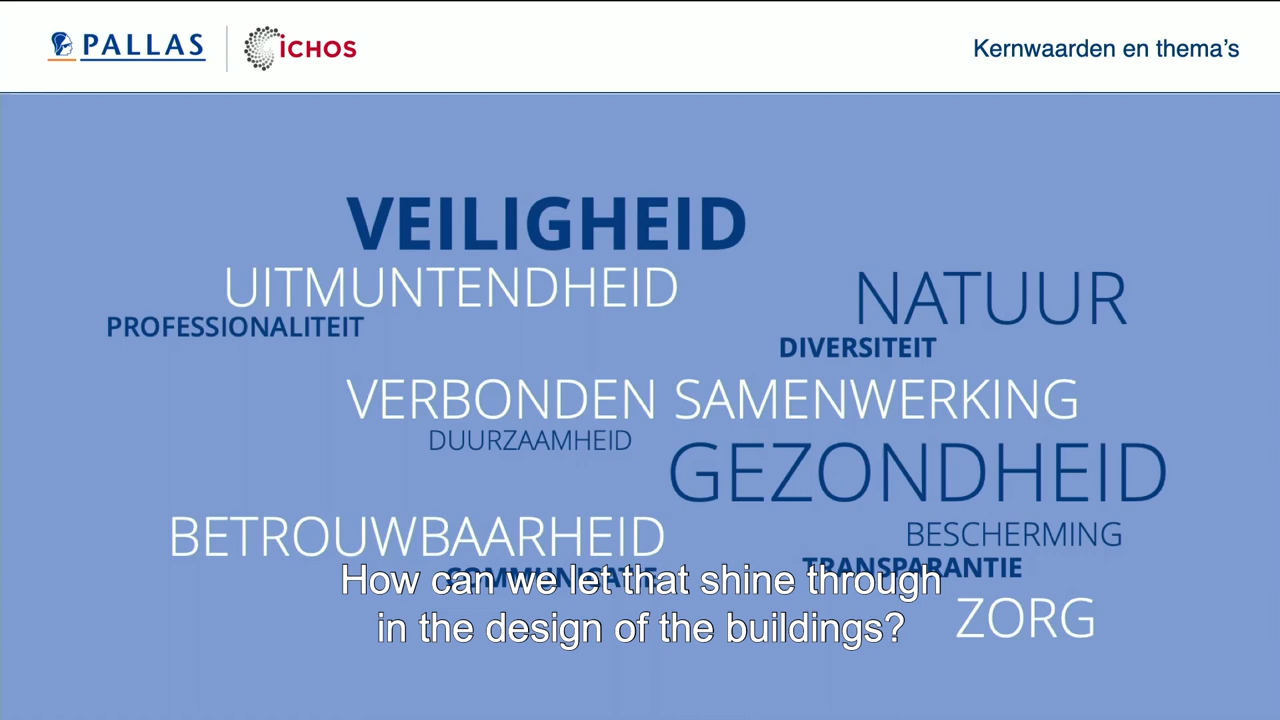 PALLAS
iCHOS
Kernwaarden en thema's
VEILIGHEID
UITMUNTENDHEID
NATUUR
PROFESSIONALITEIT
DIVERSITEIT
VERBONDEN SAMENWERKING
DUURZAAMHEID
GEZONDHEID
BETROUWBAARHEID
BESCHERMING
TRANSPARANTIE
COMMUNICATIE
How can we let that shine through
in the design of the buildings?
ZORG